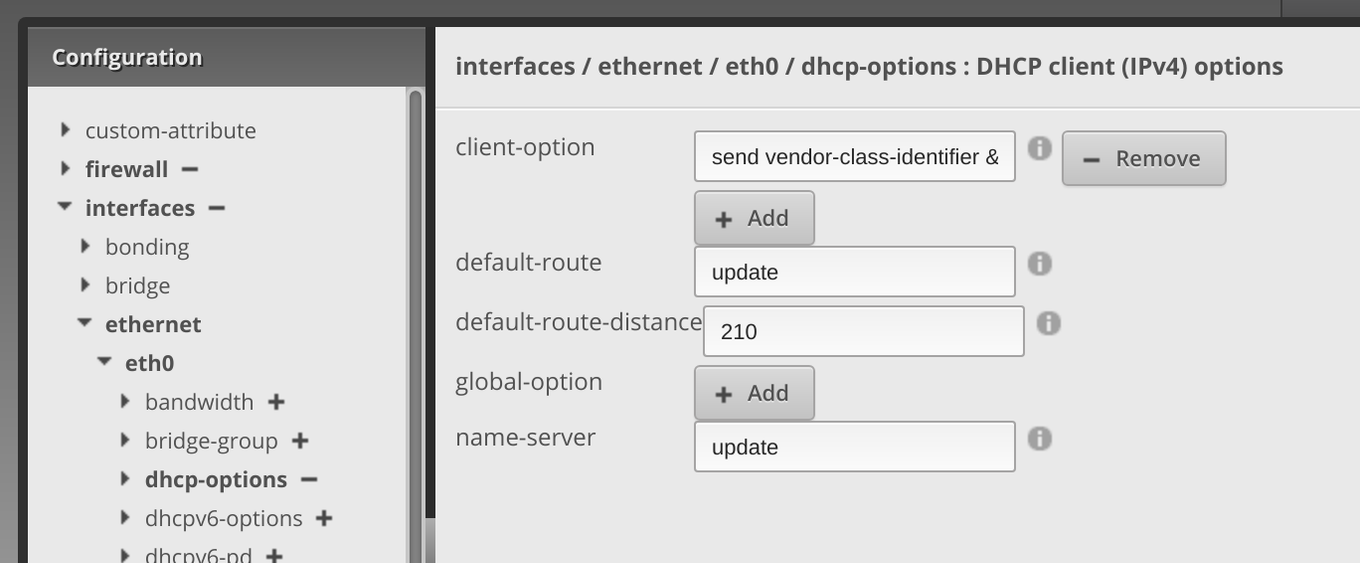 Configuration
custom-attribute
firewall
interfaces
bonding
bridge
ethernet
eth0
bandwidth
bridge-group
dhcp-options
dhcpv6-options
dhcpv6-pd
interfaces / ethernet / eth0 / dhcp-options : DHCP client (IPv4) options
client-option
send vendor-class-identifier &
Remove
Add
default-route
update
default-route-distance
210
global-option
Add
name-server
update